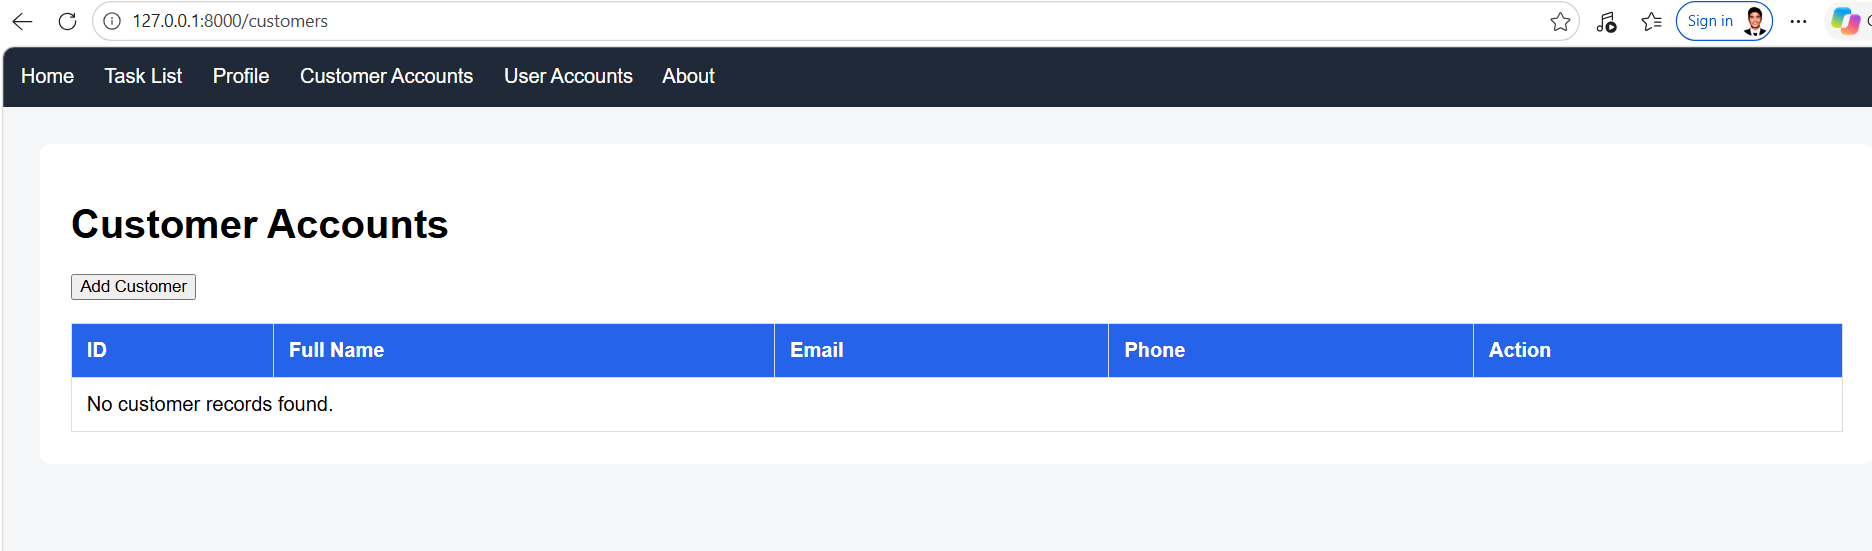 127.0.0.1:8000/customers
Sign in
Home Task List Profile Customer Accounts User Accounts About
Customer Accounts
Add Customer
ID Full Name Email Phone Action
No customer records found.